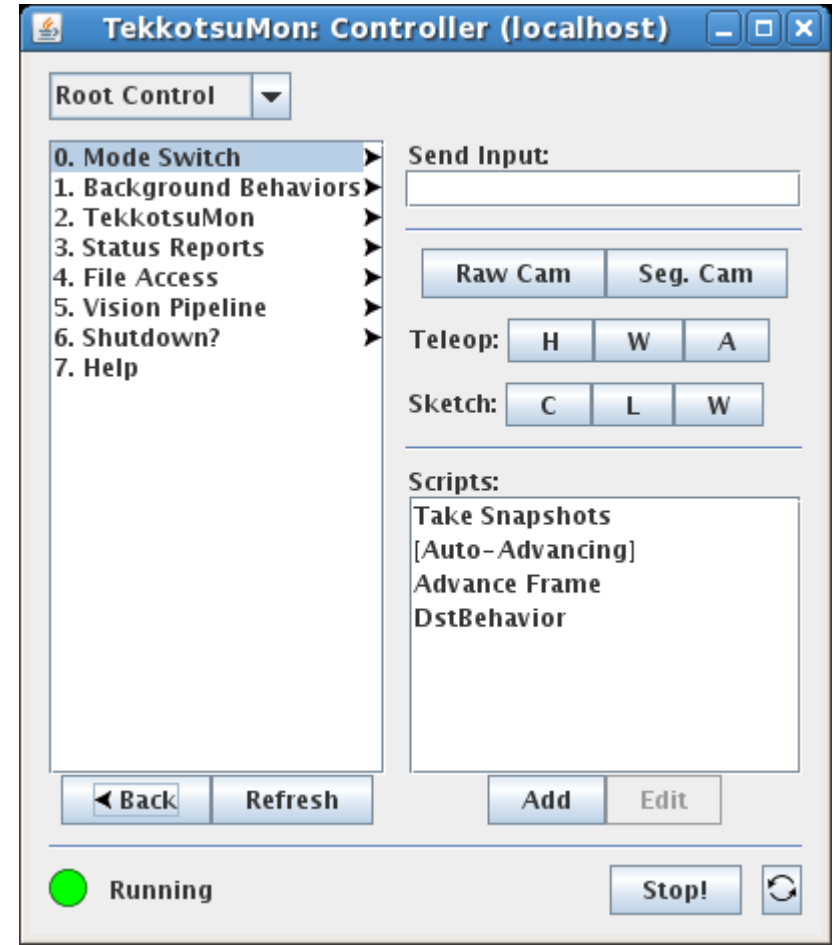 TekkotsuMon: Controller (localhost)
Root Control
0. Mode Switch
1. Background Behaviors
2. TekkotsuMon
3. Status Reports
4. File Access
5. Vision Pipeline
6. Shutdown?
7. Help
Back
Refresh
Send Input:
Raw Cam
Seg. Cam
Teleop:
H
W
A
Sketch:
C
L
W
Scripts:
Take Snapshots
[Auto-Advancing]
Advance Frame
DstBehavior
Add
Edit
Running
Stop!